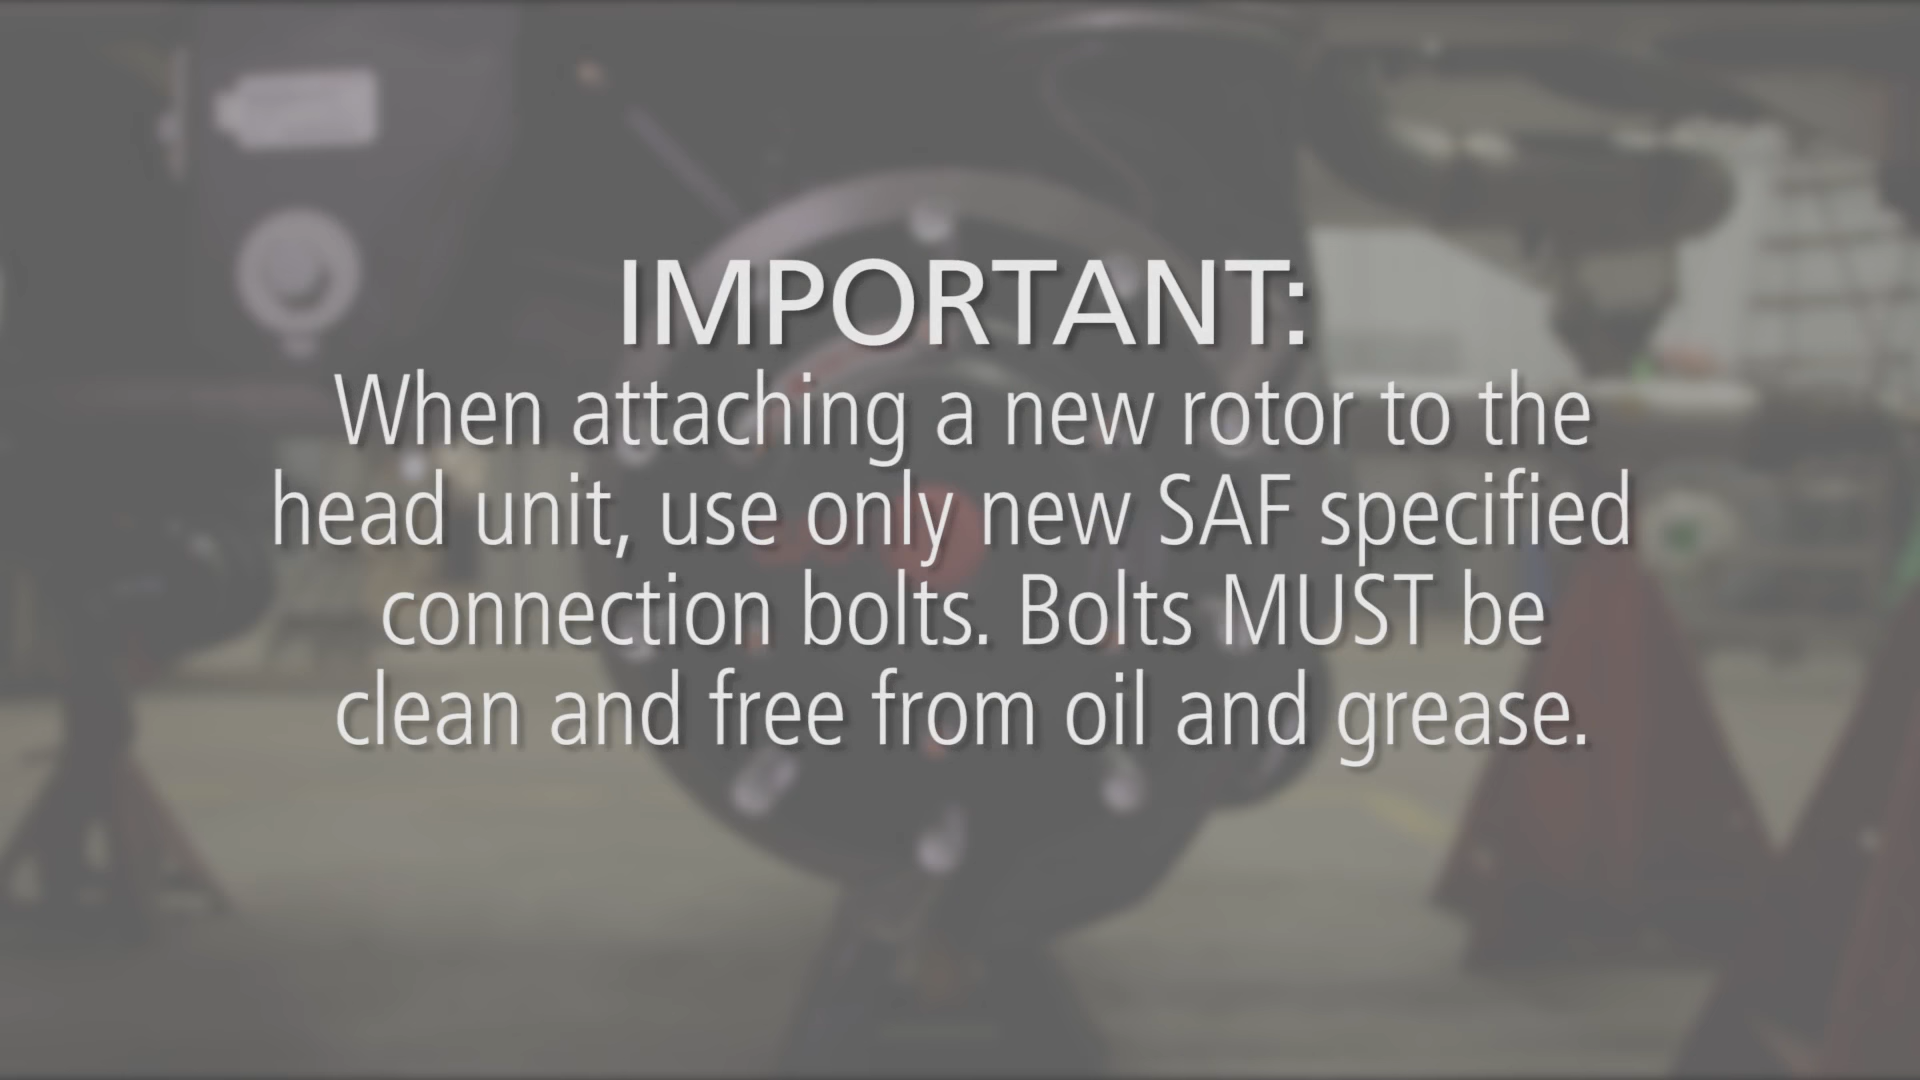 IMPORTANT:
When attaching a new rotor to the
head unit, use only new SAF specified
connection bolts. Bolts MUST be
clean and free from oil and grease.